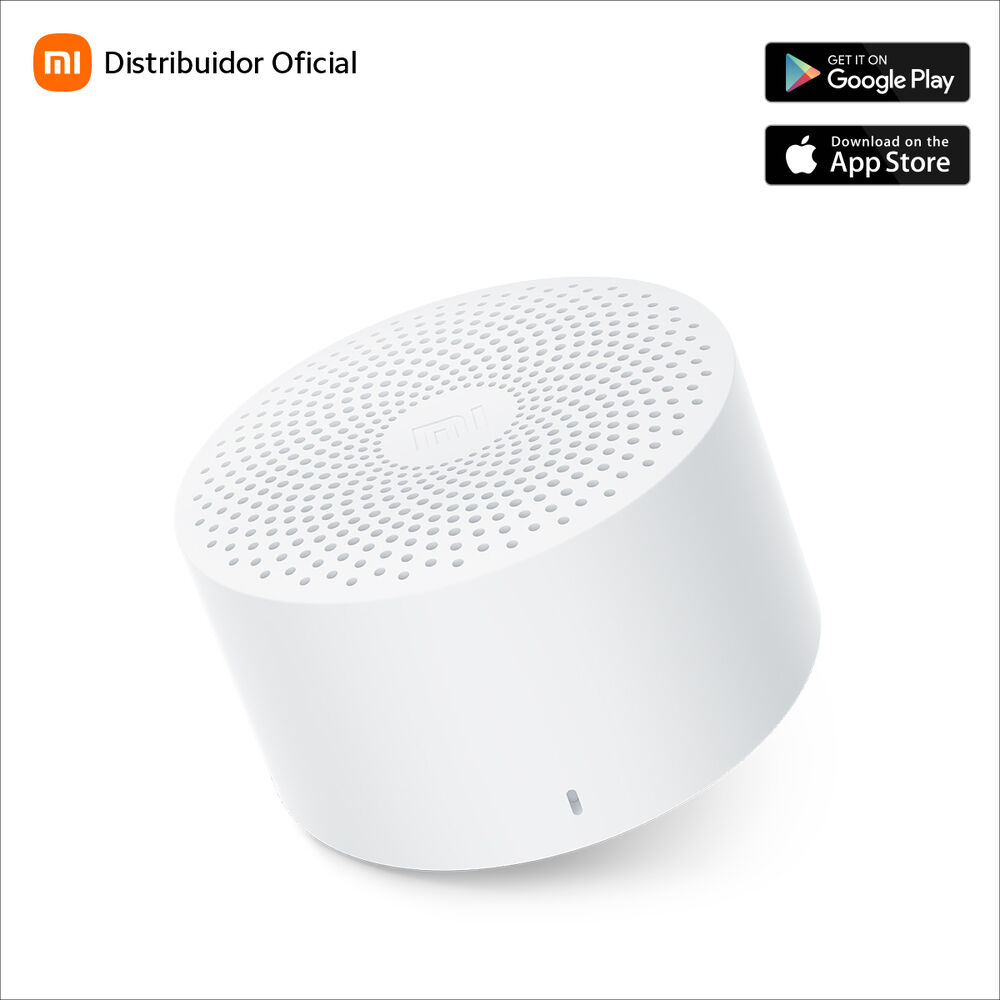 mi Distribuidor Oficial
GET IT ON
Google Play
Download on the
App Store
mi